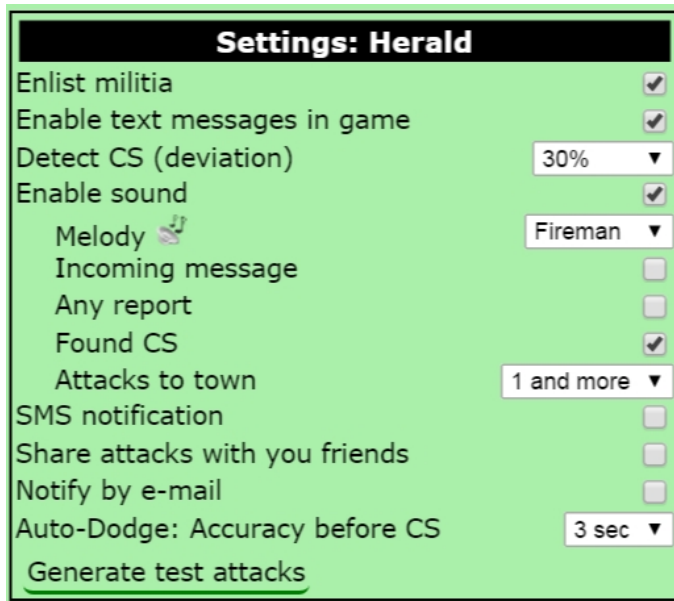 Settings: Herald
Enlist militia
Enable text messages in game
Detect CS (deviation) 30%
Enable sound
Melody Fireman
Incoming message
Any report
Found CS
Attacks to town 1 and more
SMS notification
Share attacks with you friends
Notify by e-mail
Auto-Dodge: Accuracy before CS 3 sec
Generate test attacks